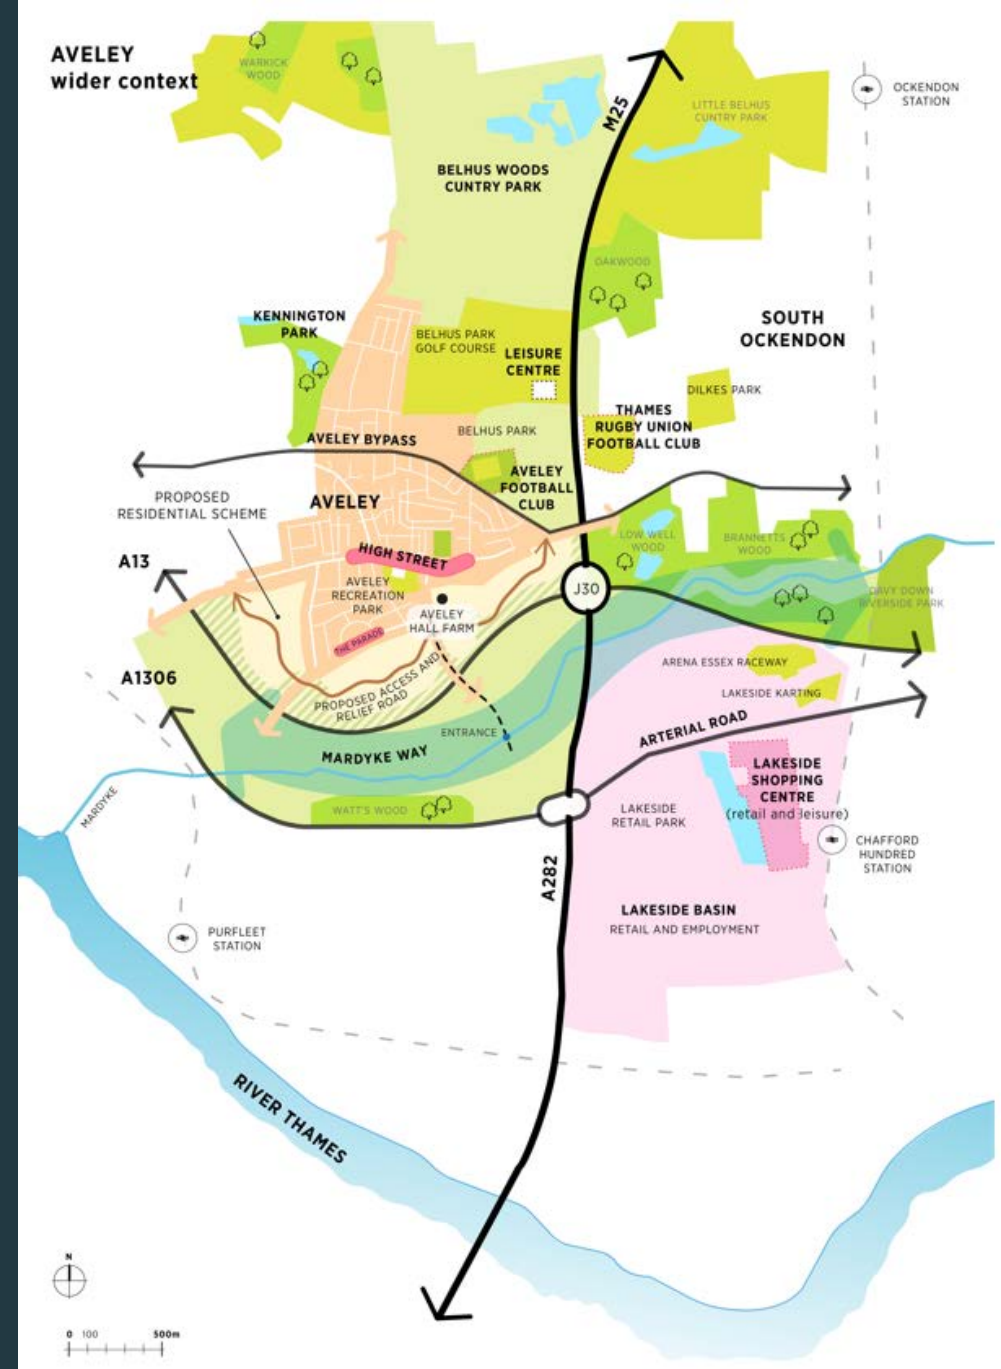 AVELEY
wider context
WARKICK
WOOD
OCKENDON
STATION
M25
LITTLE BELHUS
CUNTRY PARK
BELHUS WOODS
CUNTRY PARK
OAKWOOD
KENNINGTON
PARK
SOUTH
OCKENDON
BELHUS PARK
GOLF COURSE
LEISURE
CENTRE
DILKES PARK
THAMES
RUGBY UNION
FOOTBALL CLUB
AVELEY BYPASS
BELHUS PARK
AVELEY
FOOTBALL
CLUB
PROPOSED
RESIDENTIAL SCHEME
AVELEY
LOW WELL
WOOD
BRANNETTS
WOOD
A13
HIGH STREET
AVELEY
RECREATION
PARK
J30
DAVY DOWN
RIVERSIDE PARK
AVELEY
HALL FARM
THE PARADE
A1306
PROPOSED ACCESS AND
RELIEF ROAD
ARENA ESSEX RACEWAY
LAKESIDE KARTING
ENTRANCE
ARTERIAL ROAD
MARDYKE WAY
LAKESIDE
SHOPPING
CENTRE
(retail and leisure)
MARDYKE
WATT'S WOOD
LAKESIDE
RETAIL PARK
CHAFFORD
HUNDRED
STATION
A282
LAKESIDE BASIN
RETAIL AND EMPLOYMENT
PURFLEET
STATION
RIVER THAMES
N
0 100 500m